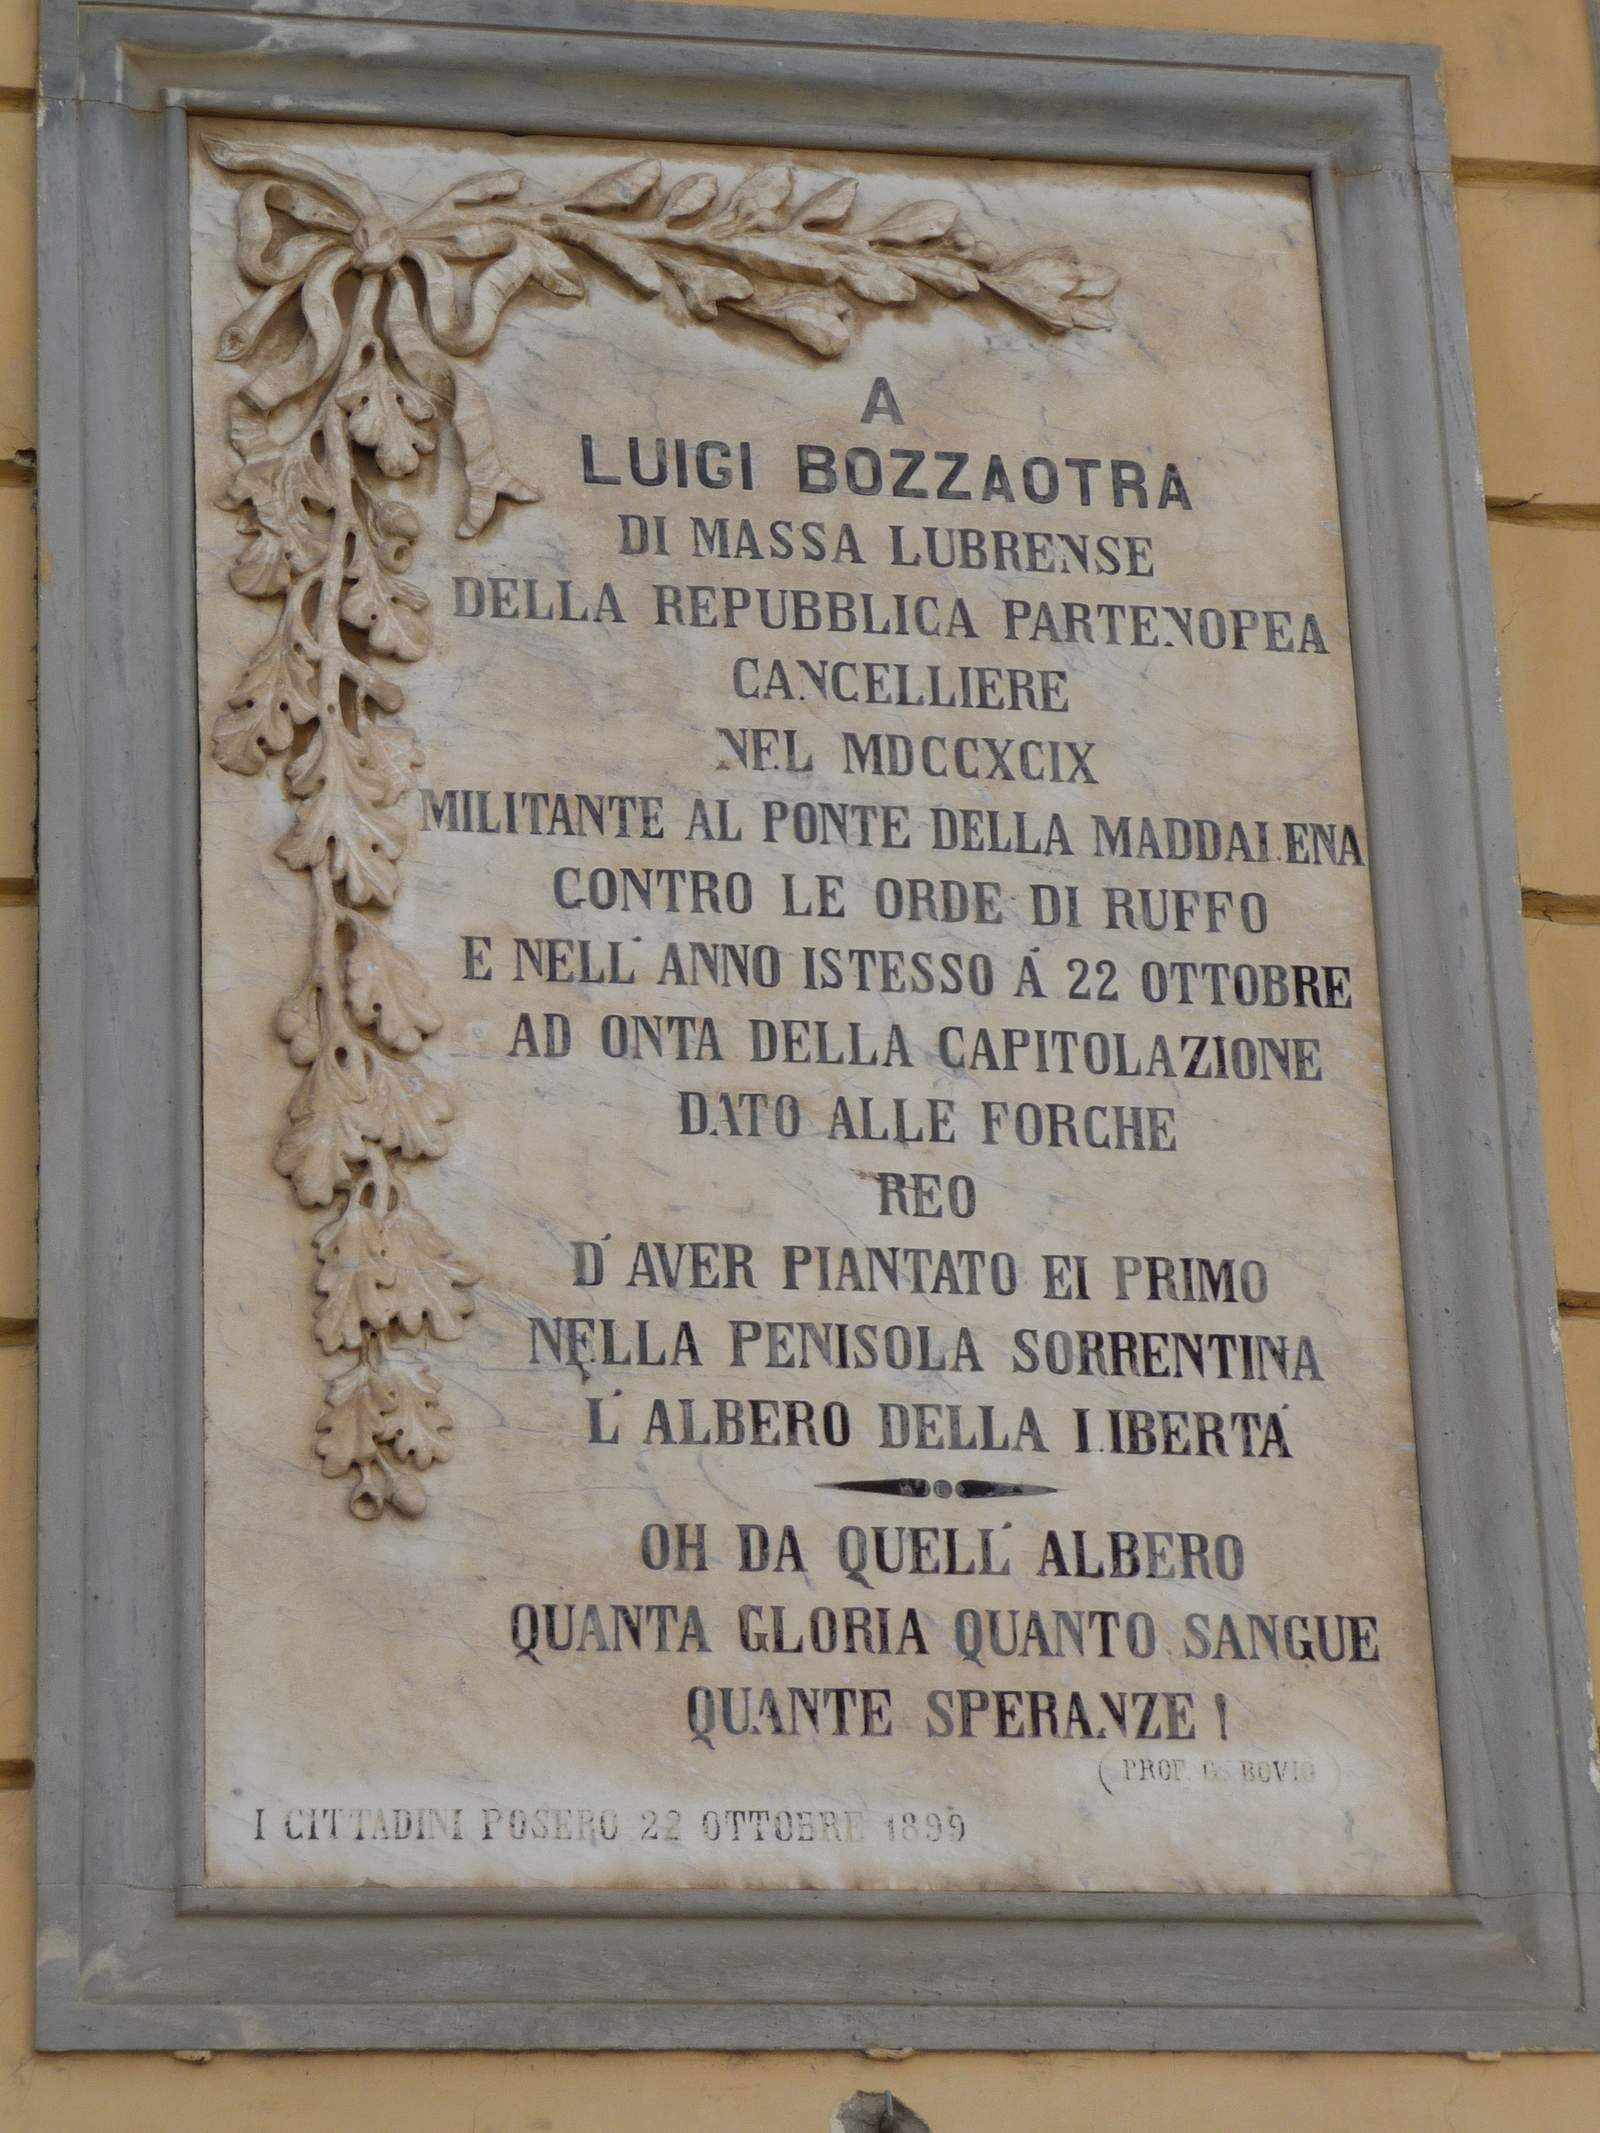 A
LUIGI BOZZAOTRA
DI MASSA LUBRENSE
DELLA REPUBBLICA PARTENOPEA
CANCELLIERE
NEL MDCCXCIX
MILITANTE AL PONTE DELLA MADDALENA
CONTRO LE ORDE DI RUFFO
E NELL' ANNO ISTESSO Á 22 OTTOBRE
AD ONTA DELLA CAPITOLAZIONE
DATO ALLE FORCHE
REO
D' AVER PIANTATO EI PRIMO
NELLA PENISOLA SORRENTINA
L' ALBERO DELLA LIBERTÁ
OH DA QUELL' ALBERO
QUANTA GLORIA QUANTO SANGUE
QUANTE SPERANZE !
( PROF. G. BOVIO )
I CITTADINI POSERO 22 OTTOBRE 1899